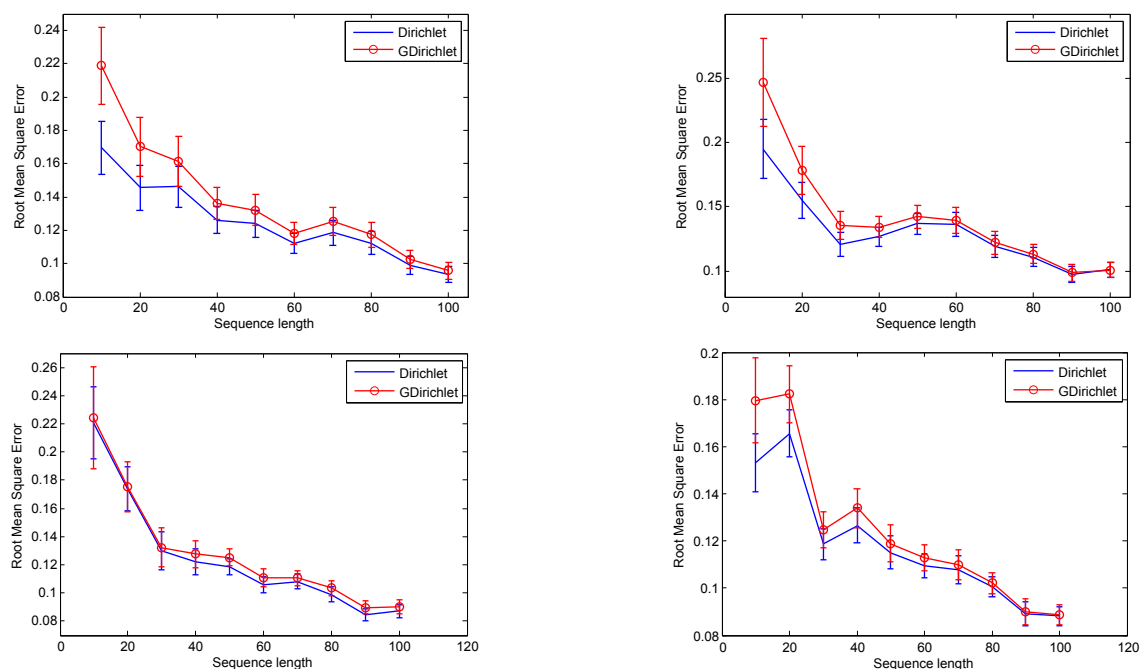 0.24
0.22
0.2
0.18
0.16
0.14
0.12
0.1
0.08
Root Mean Square Error
0 20 40 60 80 100
Sequence length
Dirichlet
GDirichlet
0.25
0.2
0.15
0.1
Root Mean Square Error
0 20 40 60 80 100
Sequence length
Dirichlet
GDirichlet
0.26
0.24
0.22
0.2
0.18
0.16
0.14
0.12
0.1
0.08
Root Mean Square Error
0 20 40 60 80 100 120
Sequence length
Dirichlet
GDirichlet
0.2
0.18
0.16
0.14
0.12
0.1
0.08
Root Mean Square Error
0 20 40 60 80 100 120
Sequence length
Dirichlet
GDirichlet